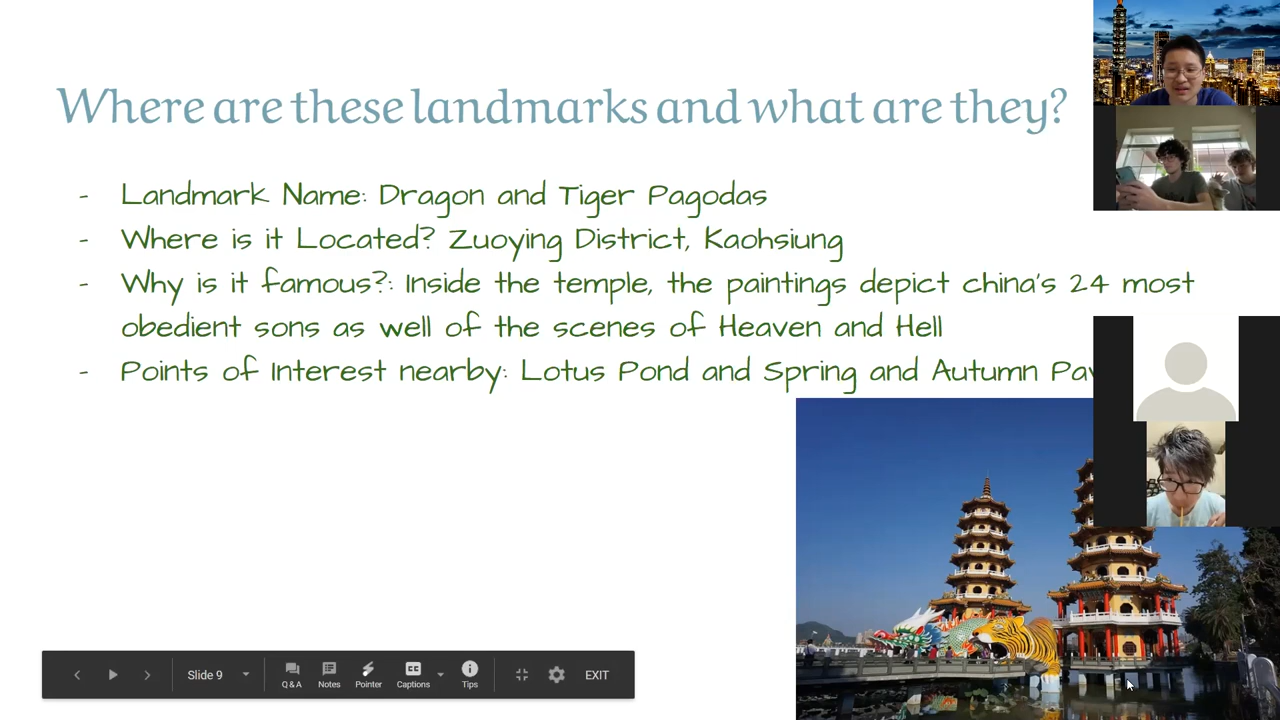 Where are these landmarks and what are they?
- Landmark Name: Dragon and Tiger Pagodas
- Where is it Located? Zuoying District, Kaohsiung
- Why is it famous?: Inside the temple, the paintings depict china's 24 most
obedient sons as well of the scenes of Heaven and Hell
- Points of Interest nearby: Lotus Pond and Spring and Autumn
Slide 9
Q & A Notes Pointer Captions Tips EXIT